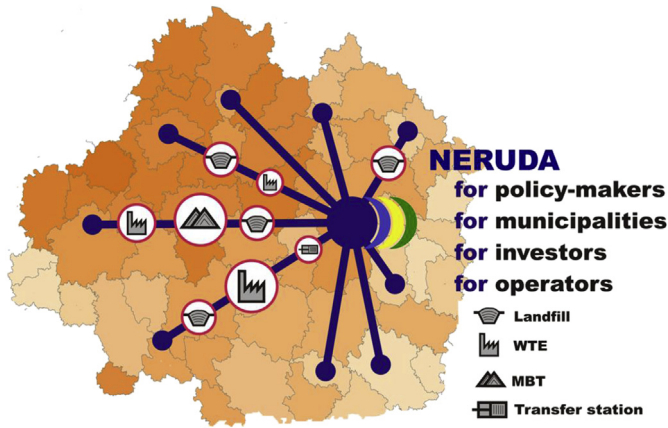 NERUDA
for policy-makers
for municipalities
for investors
for operators
Landfill
WTE
MBT
Transfer station